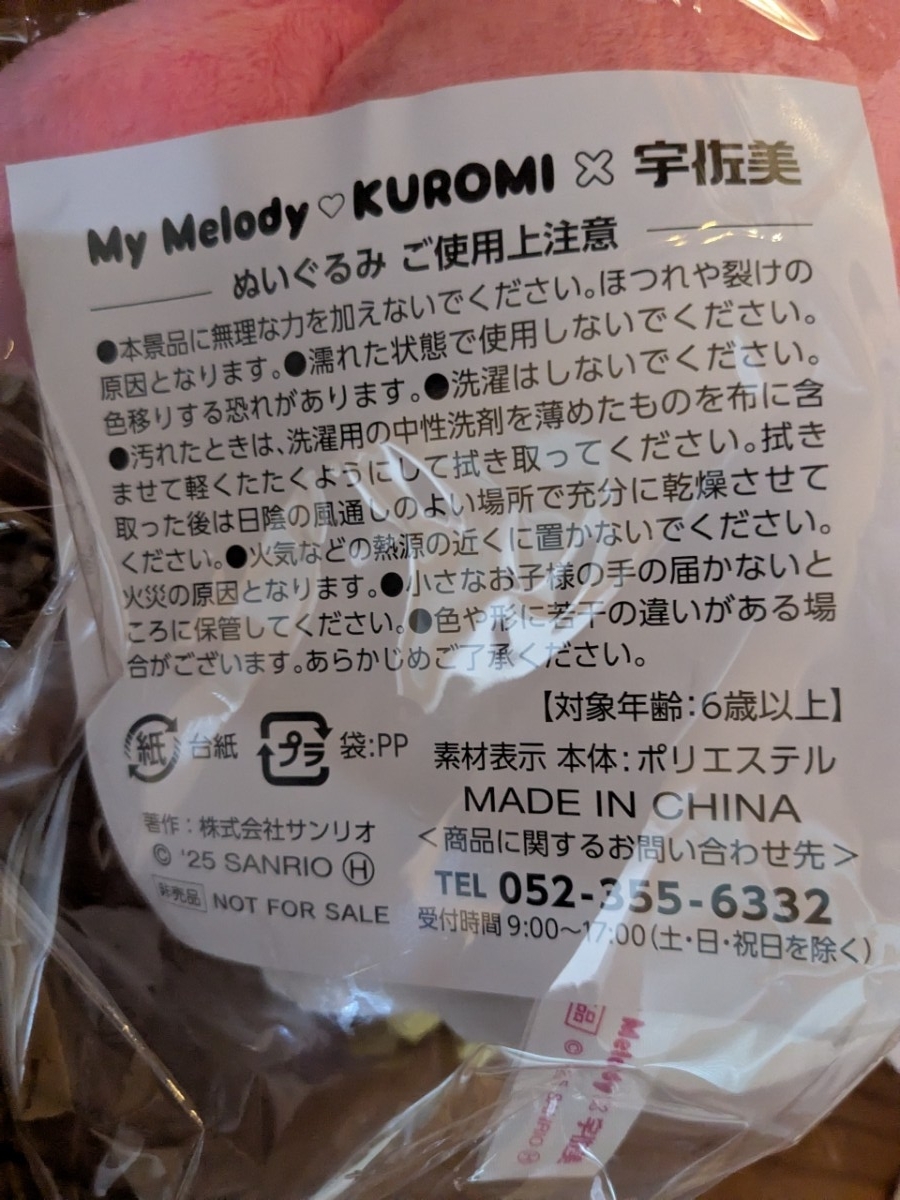 My Melody♡KUROMI × 宇佐美
ぬいぐるみ ご使用上注意
●本景品に無理な力を加えないでください。ほつれや裂けの
原因となります。●濡れた状態で使用しないでください。
色移りする恐れがあります。●洗濯はしないでください。
●汚れたときは、洗濯用の中性洗剤を薄めたものを布に含
ませて軽くたたくようにして拭き取ってください。拭き
取った後は日陰の風通しのよい場所で充分に乾燥させて
ください。●火気などの熱源の近くに置かないでください。
火災の原因となります。●小さなお子様の手の届かないと
ころに保管してください。●色や形に若干の違いがある場
合がございます。あらかじめご了承ください。
【対象年齢:6歳以上】
紙 台紙 プラ 袋:PP
素材表示 本体:ポリエステル
MADE IN CHINA
著作:株式会社サンリオ
© '25 SANRIO Ⓗ
非売品 NOT FOR SALE
<商品に関するお問い合わせ先>
TEL 052-355-6332
受付時間 9:00〜17:00(土・日・祝日を除く)
品
Melody
© SANRIO Ⓗ